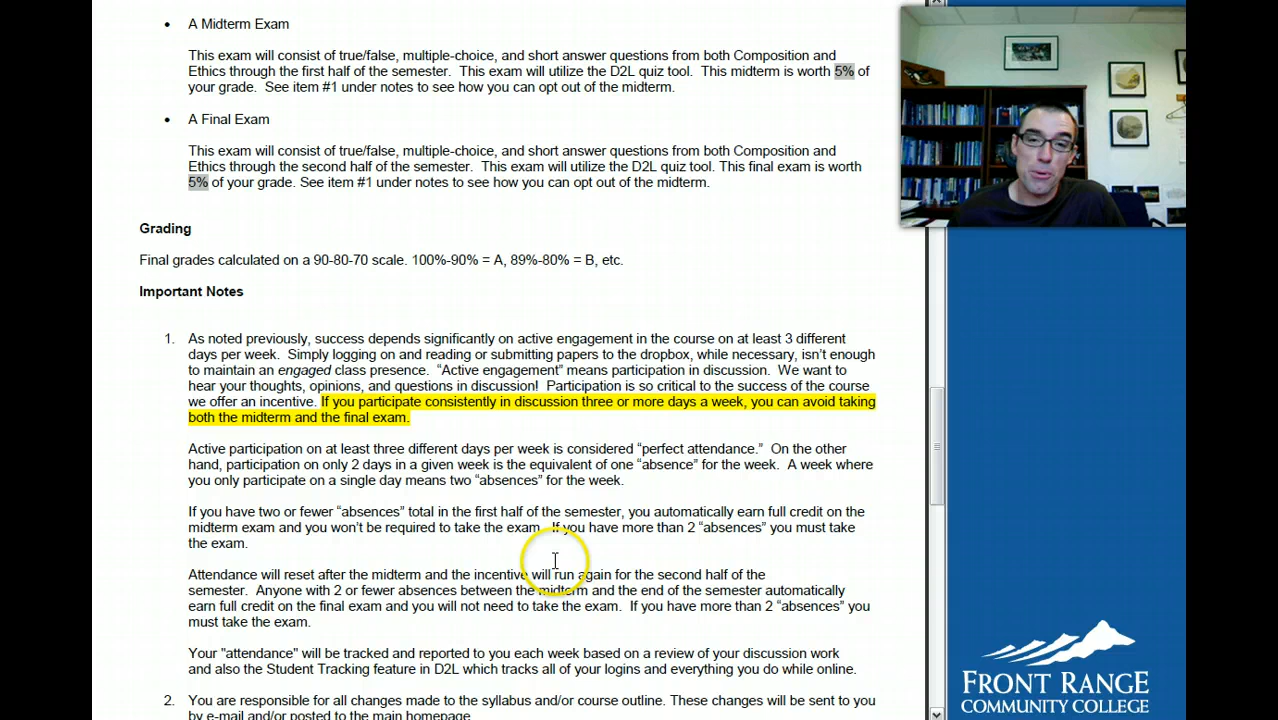 • A Midterm Exam
This exam will consist of true/false, multiple-choice, and short answer questions from both Composition and
Ethics through the first half of the semester. This exam will utilize the D2L quiz tool. This midterm is worth 5% of
your grade. See item #1 under notes to see how you can opt out of the midterm.
• A Final Exam
This exam will consist of true/false, multiple-choice, and short answer questions from both Composition and
Ethics through the second half of the semester. This exam will utilize the D2L quiz tool. This final exam is worth
5% of your grade. See item #1 under notes to see how you can opt out of the midterm.
Grading
Final grades calculated on a 90-80-70 scale. 100%-90% = A, 89%-80% = B, etc.
Important Notes
1. As noted previously, success depends significantly on active engagement in the course on at least 3 different
days per week. Simply logging on and reading or submitting papers to the dropbox, while necessary, isn't enough
to maintain an engaged class presence. “Active engagement” means participation in discussion. We want to
hear your thoughts, opinions, and questions in discussion! Participation is so critical to the success of the course
we offer an incentive. If you participate consistently in discussion three or more days a week, you can avoid taking
both the midterm and the final exam.
Active participation on at least three different days per week is considered “perfect attendance.” On the other
hand, participation on only 2 days in a given week is the equivalent of one “absence” for the week. A week where
you only participate on a single day means two “absences” for the week.
If you have two or fewer “absences” total in the first half of the semester, you automatically earn full credit on the
midterm exam and you won't be required to take the exam. If you have more than 2 “absences” you must take
the exam.
Attendance will reset after the midterm and the incentive will run again for the second half of the
semester. Anyone with 2 or fewer absences between the midterm and the end of the semester automatically
earn full credit on the final exam and you will not need to take the exam. If you have more than 2 “absences” you
must take the exam.
Your "attendance" will be tracked and reported to you each week based on a review of your discussion work
and also the Student Tracking feature in D2L which tracks all of your logins and everything you do while online.
2. You are responsible for all changes made to the syllabus and/or course outline. These changes will be sent to you
by e-mail and/or posted to the main homepage
FRONT RANGE
COMMUNITY COLLEGE